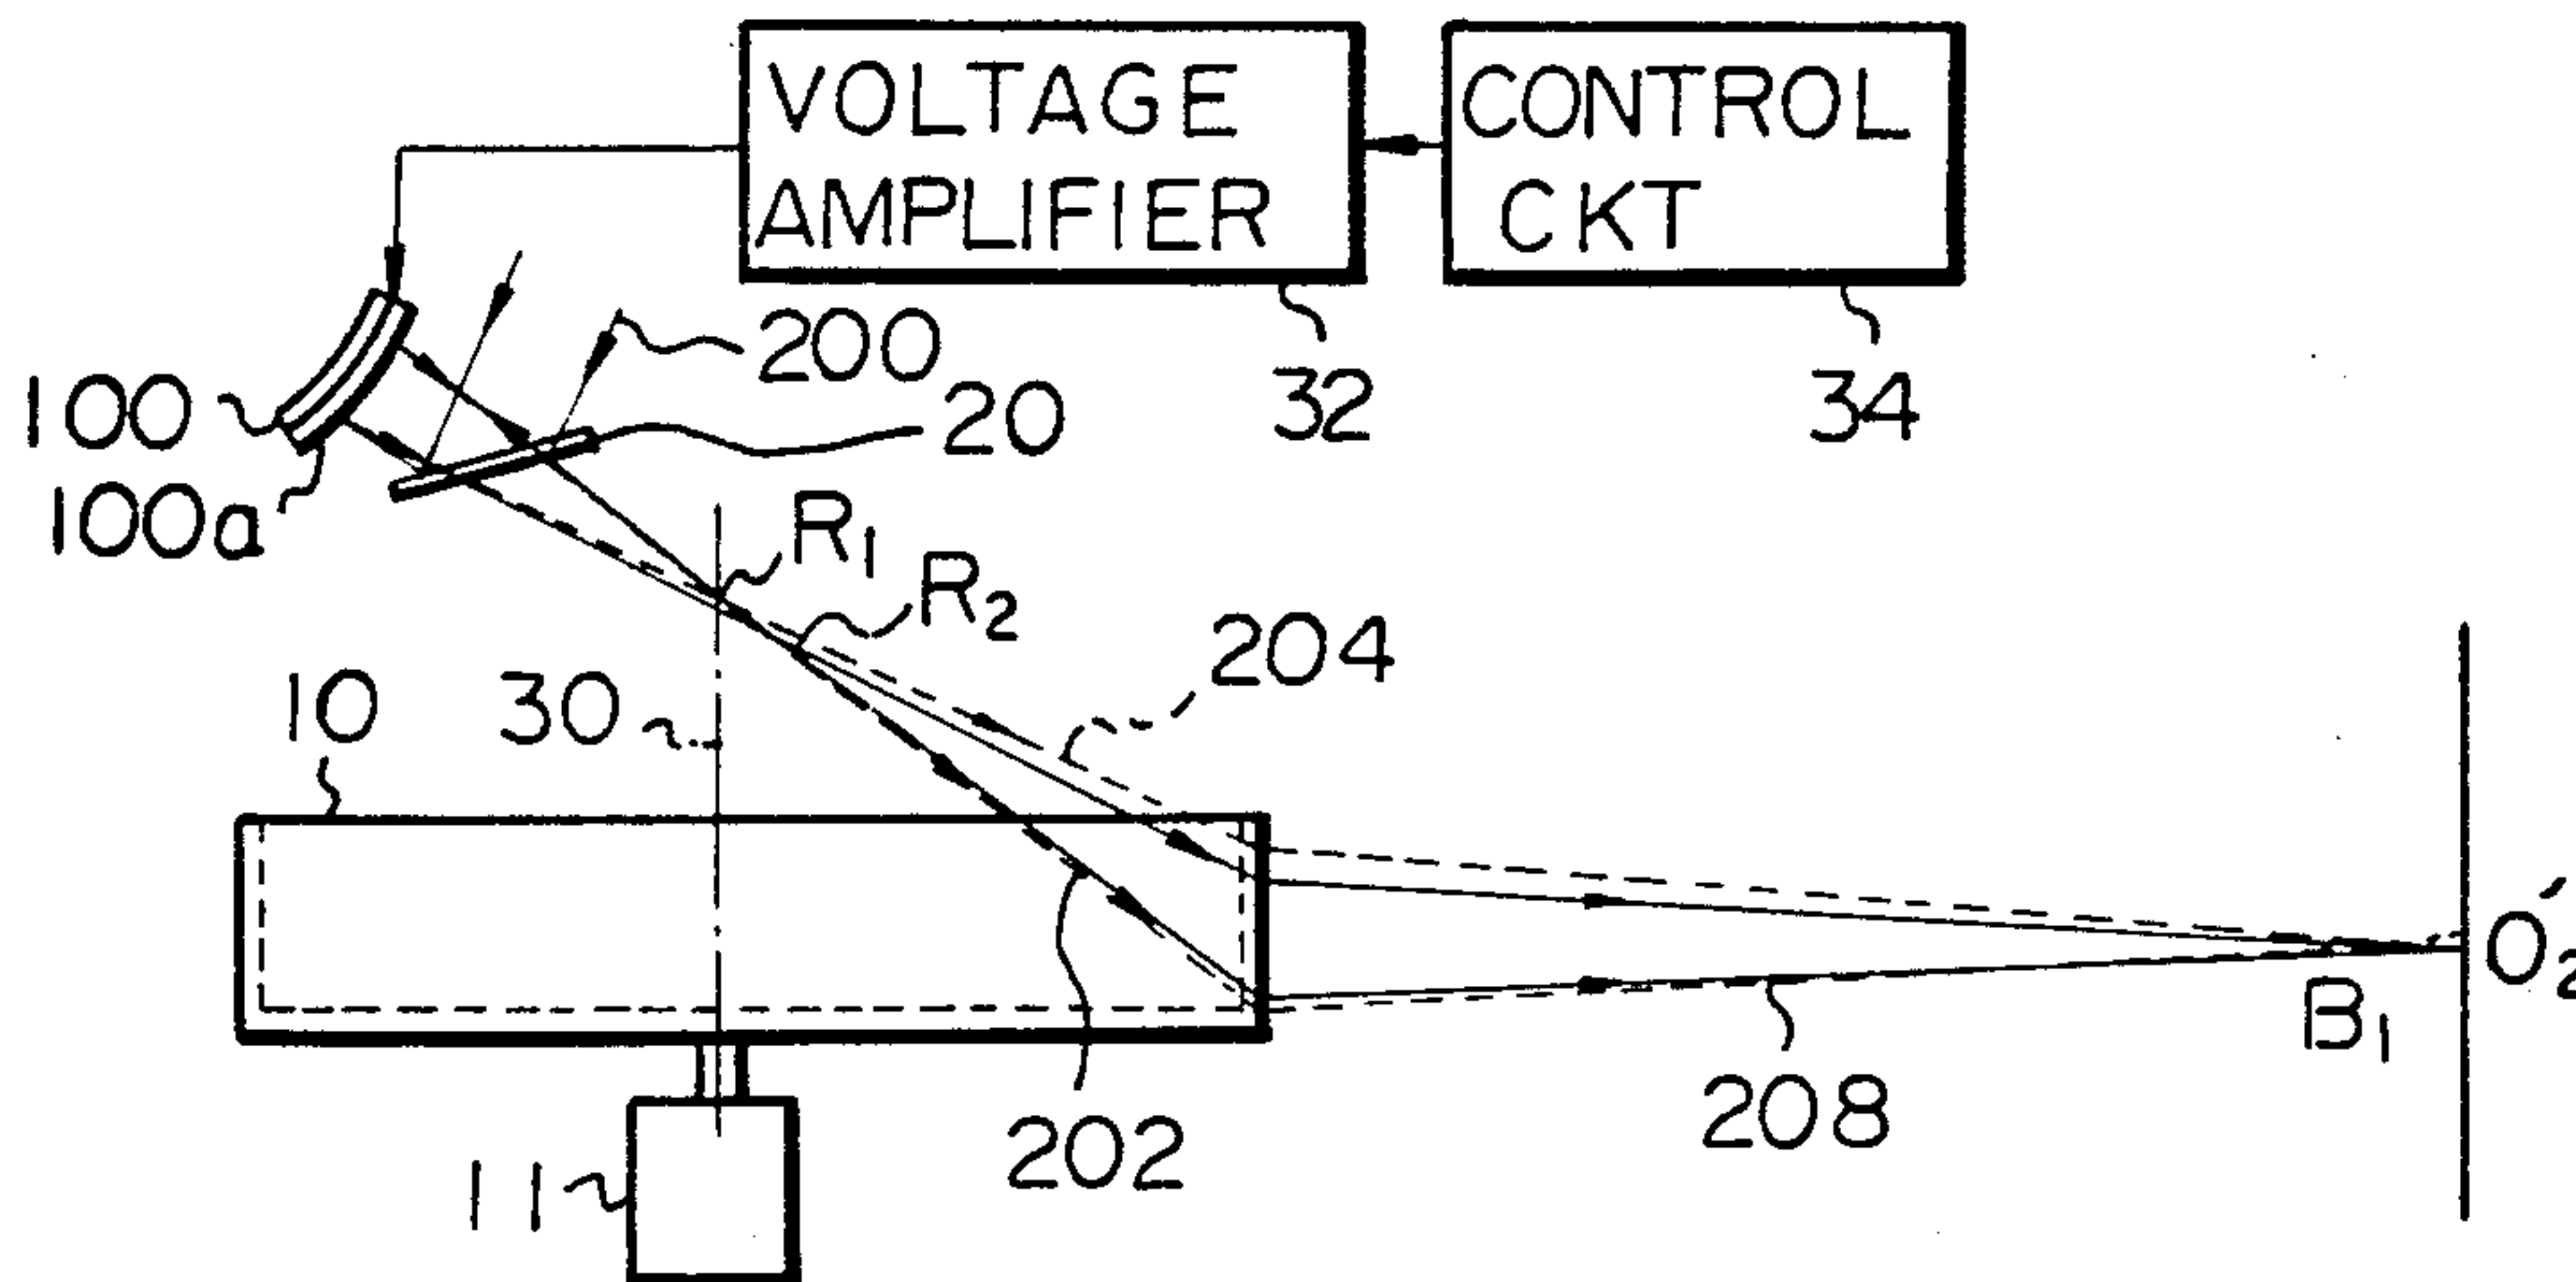 VOLTAGE
AMPLIFIER
CONTROL
CKT
200
20
32
34
100
100a
R₁
R₂
204
30
10
O₂′
B₁
208
202
11